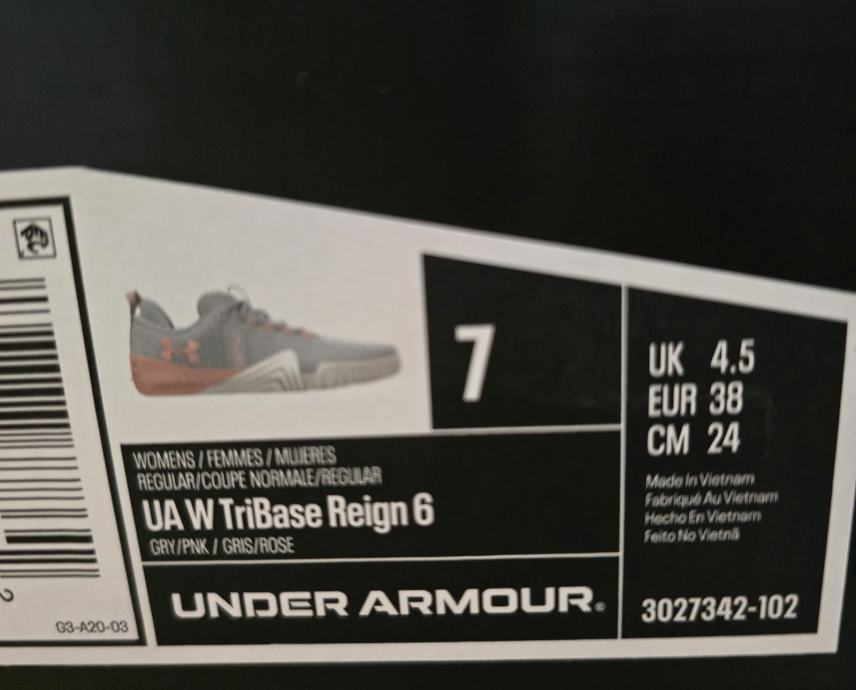 7
UK 4.5
EUR 38
CM 24
Made In Vietnam
Fabriqué Au Vietnam
Hecho En Vietnam
Feito No Vietnã
3027342-102
WOMENS / FEMMES / MUJERES
REGULAR/COUPE NORMALE/REGULAR
UA W TriBase Reign 6
GRY/PNK / GRIS/ROSE
UNDER ARMOUR®
G3-A20-03
2